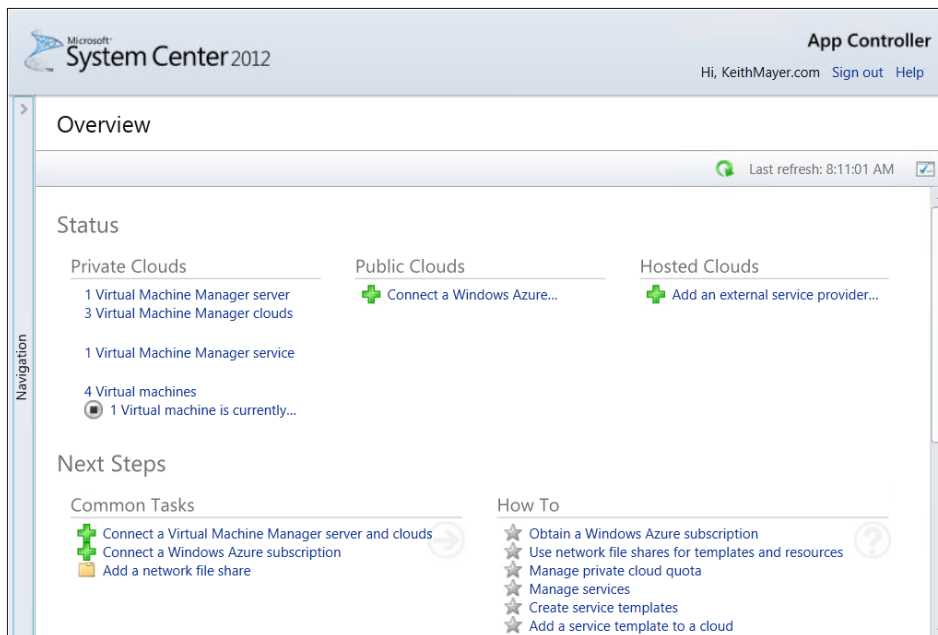 Microsoft
System Center 2012
App Controller
Hi, KeithMayer.com Sign out Help
Overview
Last refresh: 8:11:01 AM
Navigation
Status
Private Clouds
1 Virtual Machine Manager server
3 Virtual Machine Manager clouds
1 Virtual Machine Manager service
4 Virtual machines
1 Virtual machine is currently...
Public Clouds
Connect a Windows Azure...
Hosted Clouds
Add an external service provider...
Next Steps
Common Tasks
Connect a Virtual Machine Manager server and clouds
Connect a Windows Azure subscription
Add a network file share
How To
Obtain a Windows Azure subscription
Use network file shares for templates and resources
Manage private cloud quota
Manage services
Create service templates
Add a service template to a cloud